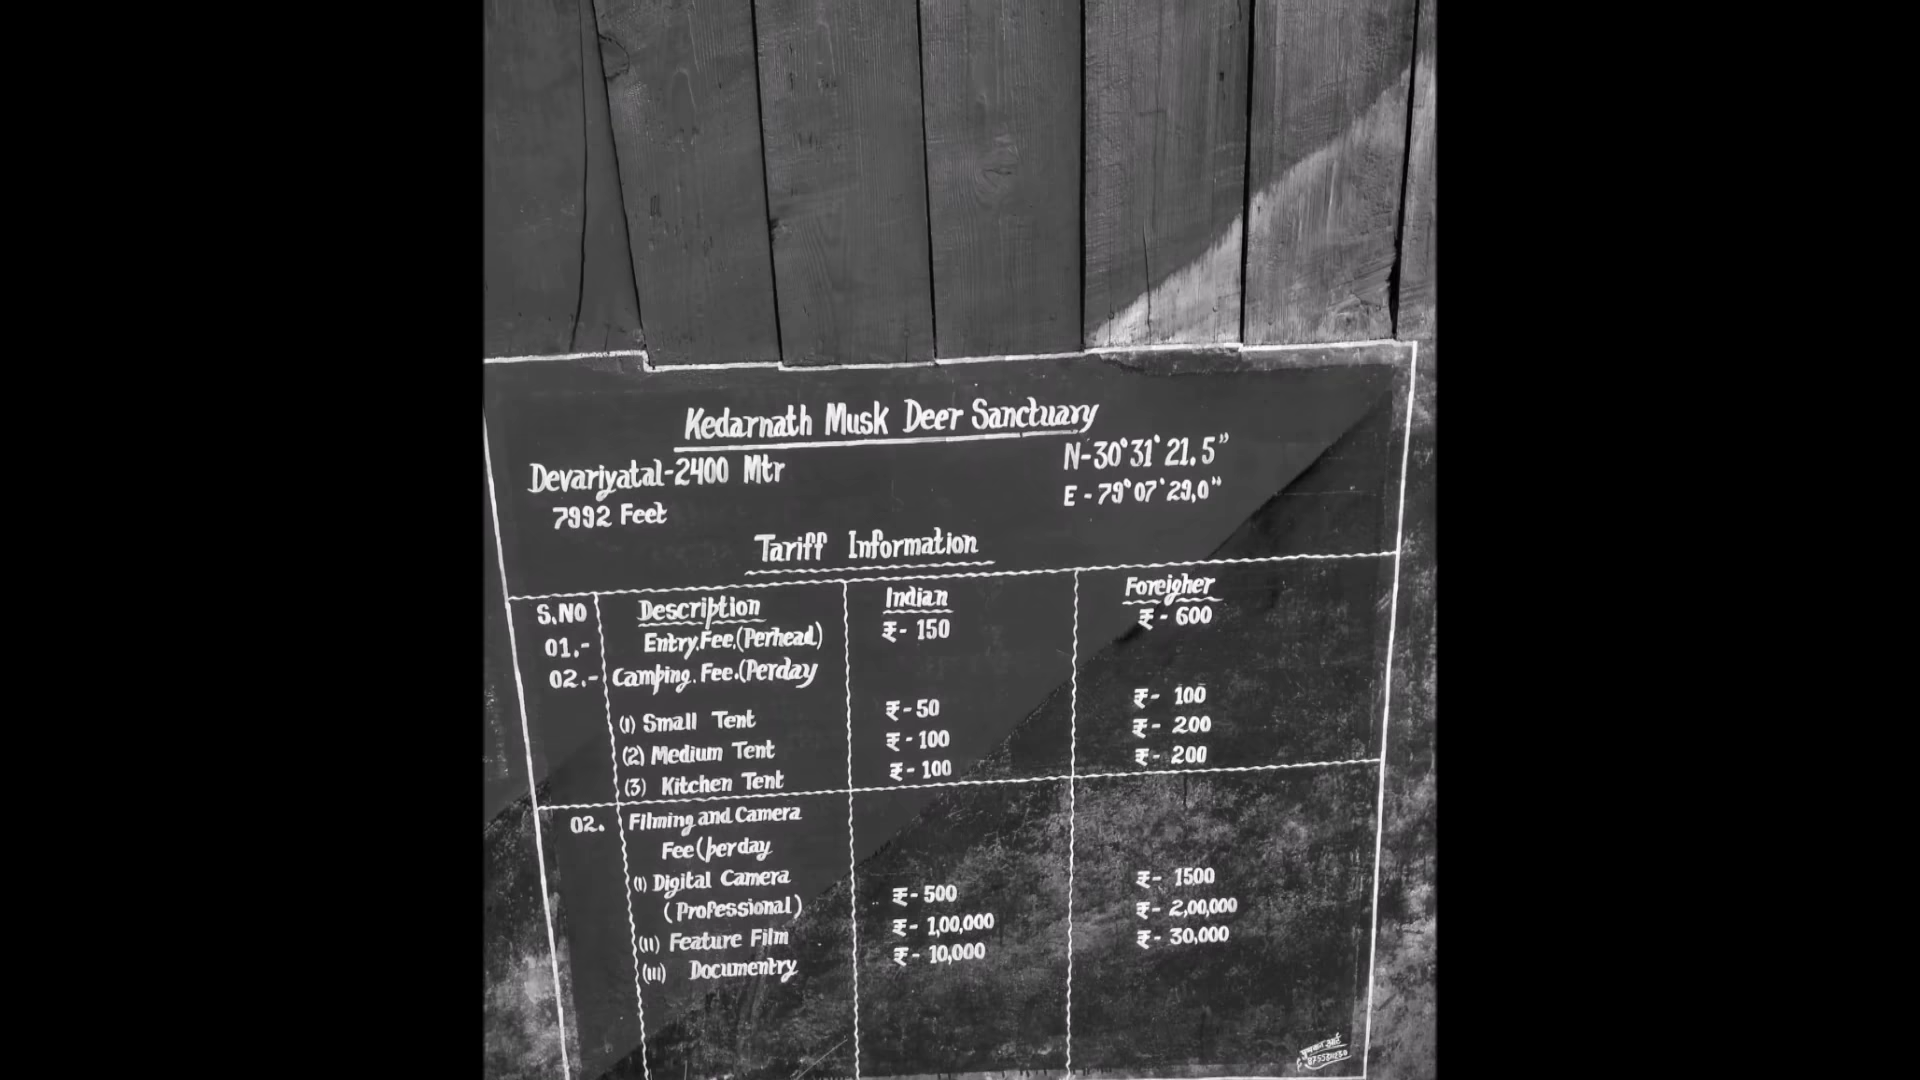 Kedarnath Musk Deer Sanctuary
Devariyatal-2400 Mtr
7992 Feet
N-30°31'21.5"
E-79°07'29,0"
Tariff Information
S.NO Description Indian Foreigher
01.- Entry.Fee.(Perhead) ₹- 150 ₹- 600
02.- Camping. Fee.(Perday
(1) Small Tent ₹- 50 ₹- 100
(2) Medium Tent ₹- 100 ₹- 200
(3) Kitchen Tent ₹- 100 ₹- 200
02. Filming and Camera
Fee (perday
(I) Digital Camera
(Professional) ₹- 500 ₹- 1500
(II) Feature Film ₹- 1,00,000 ₹- 2,00,000
(III) Documentry ₹- 10,000 ₹- 30,000